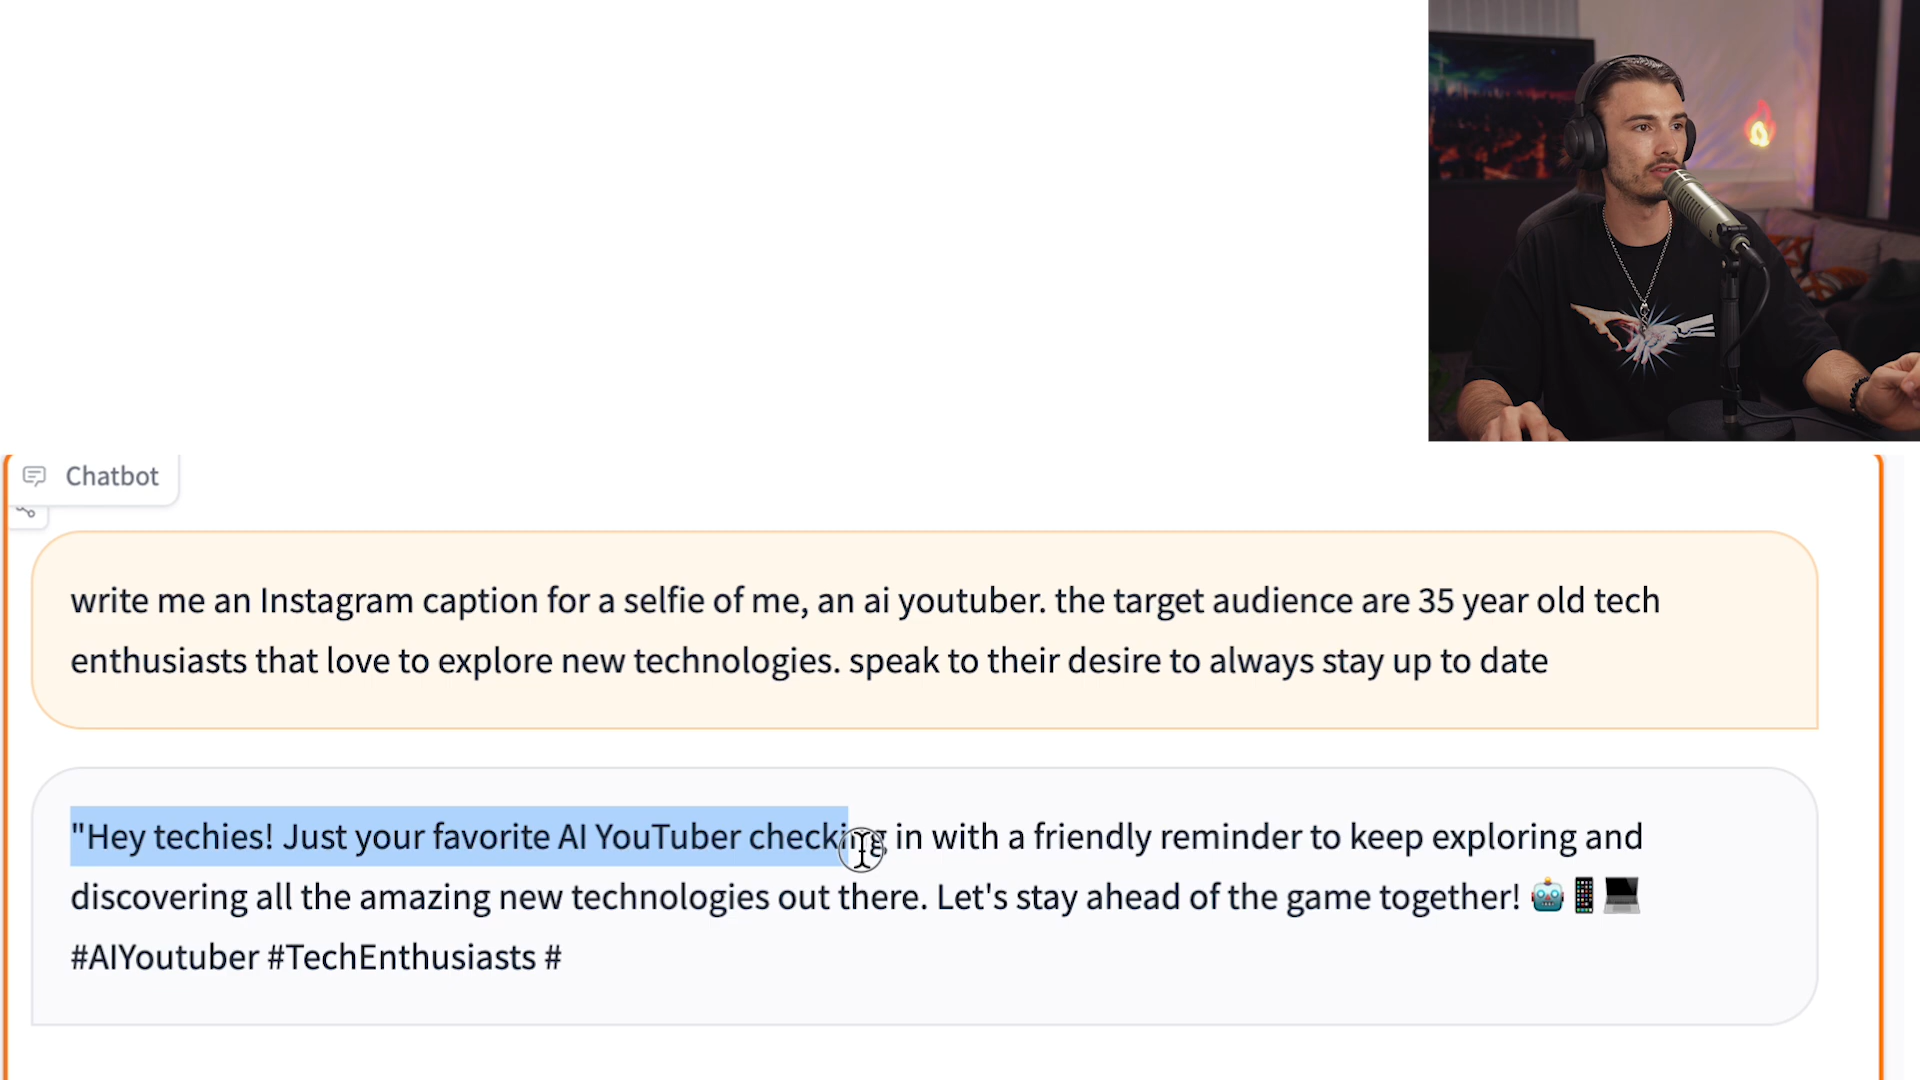 Chatbot
write me an Instagram caption for a selfie of me, an ai youtuber. the target audience are 35 year old tech
enthusiasts that love to explore new technologies. speak to their desire to always stay up to date
"Hey techies! Just your favorite AI YouTuber checking in with a friendly reminder to keep exploring and
discovering all the amazing new technologies out there. Let's stay ahead of the game together! 🤖📱💻
#AIYoutuber #TechEnthusiasts #